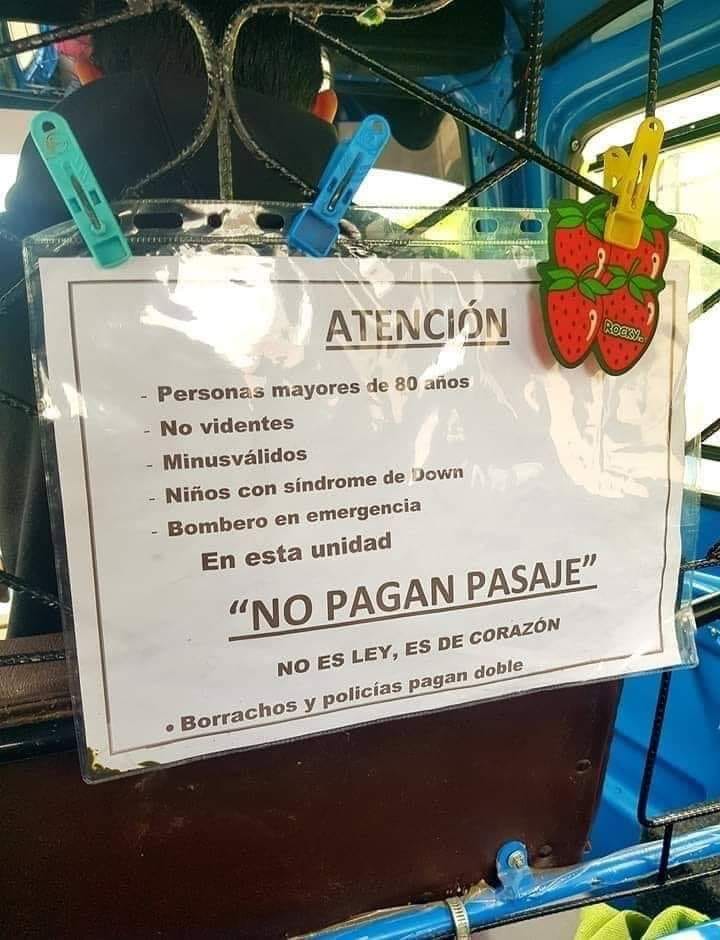 ATENCIÓN
ROCKY.
- Personas mayores de 80 años
- No videntes
- Minusválidos
- Niños con síndrome de Down
- Bombero en emergencia
En esta unidad
“NO PAGAN PASAJE”
NO ES LEY, ES DE CORAZÓN
• Borrachos y policías pagan doble